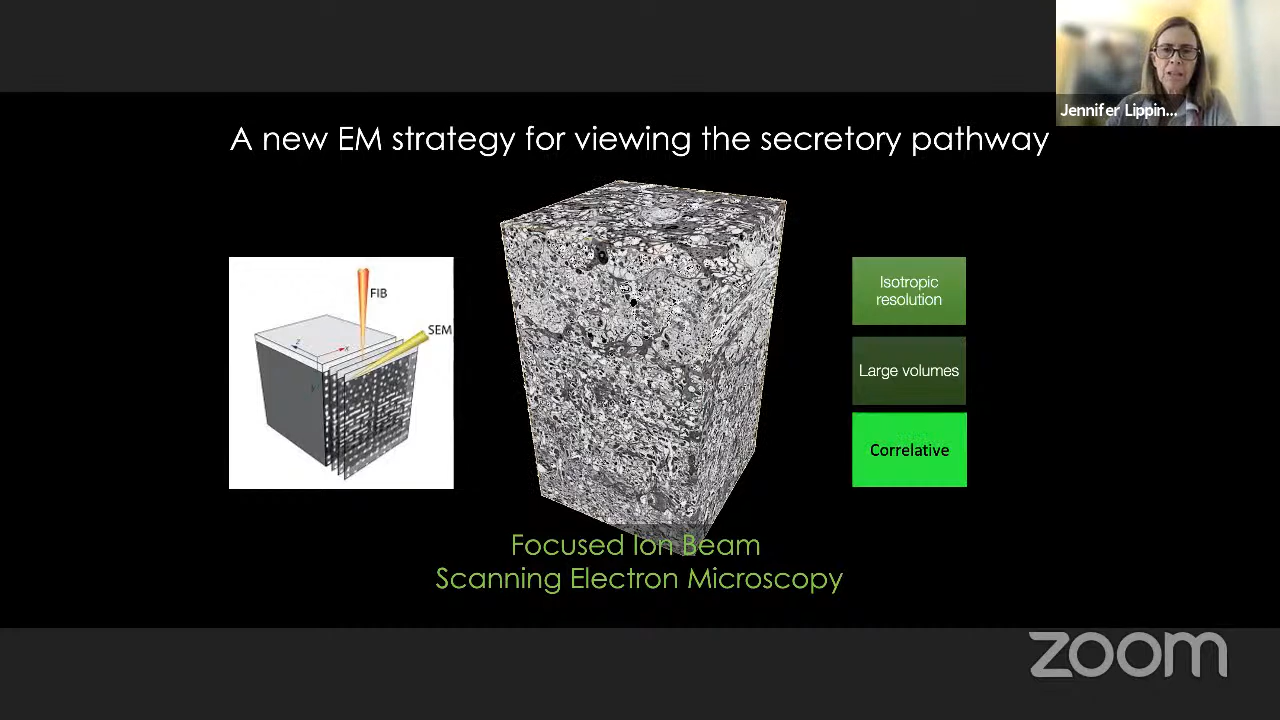 Jennifer Lippin...
A new EM strategy for viewing the secretory pathway
FIB
SEM
Isotropic
resolution
Large volumes
Correlative
Focused Ion Beam
Scanning Electron Microscopy
zoom